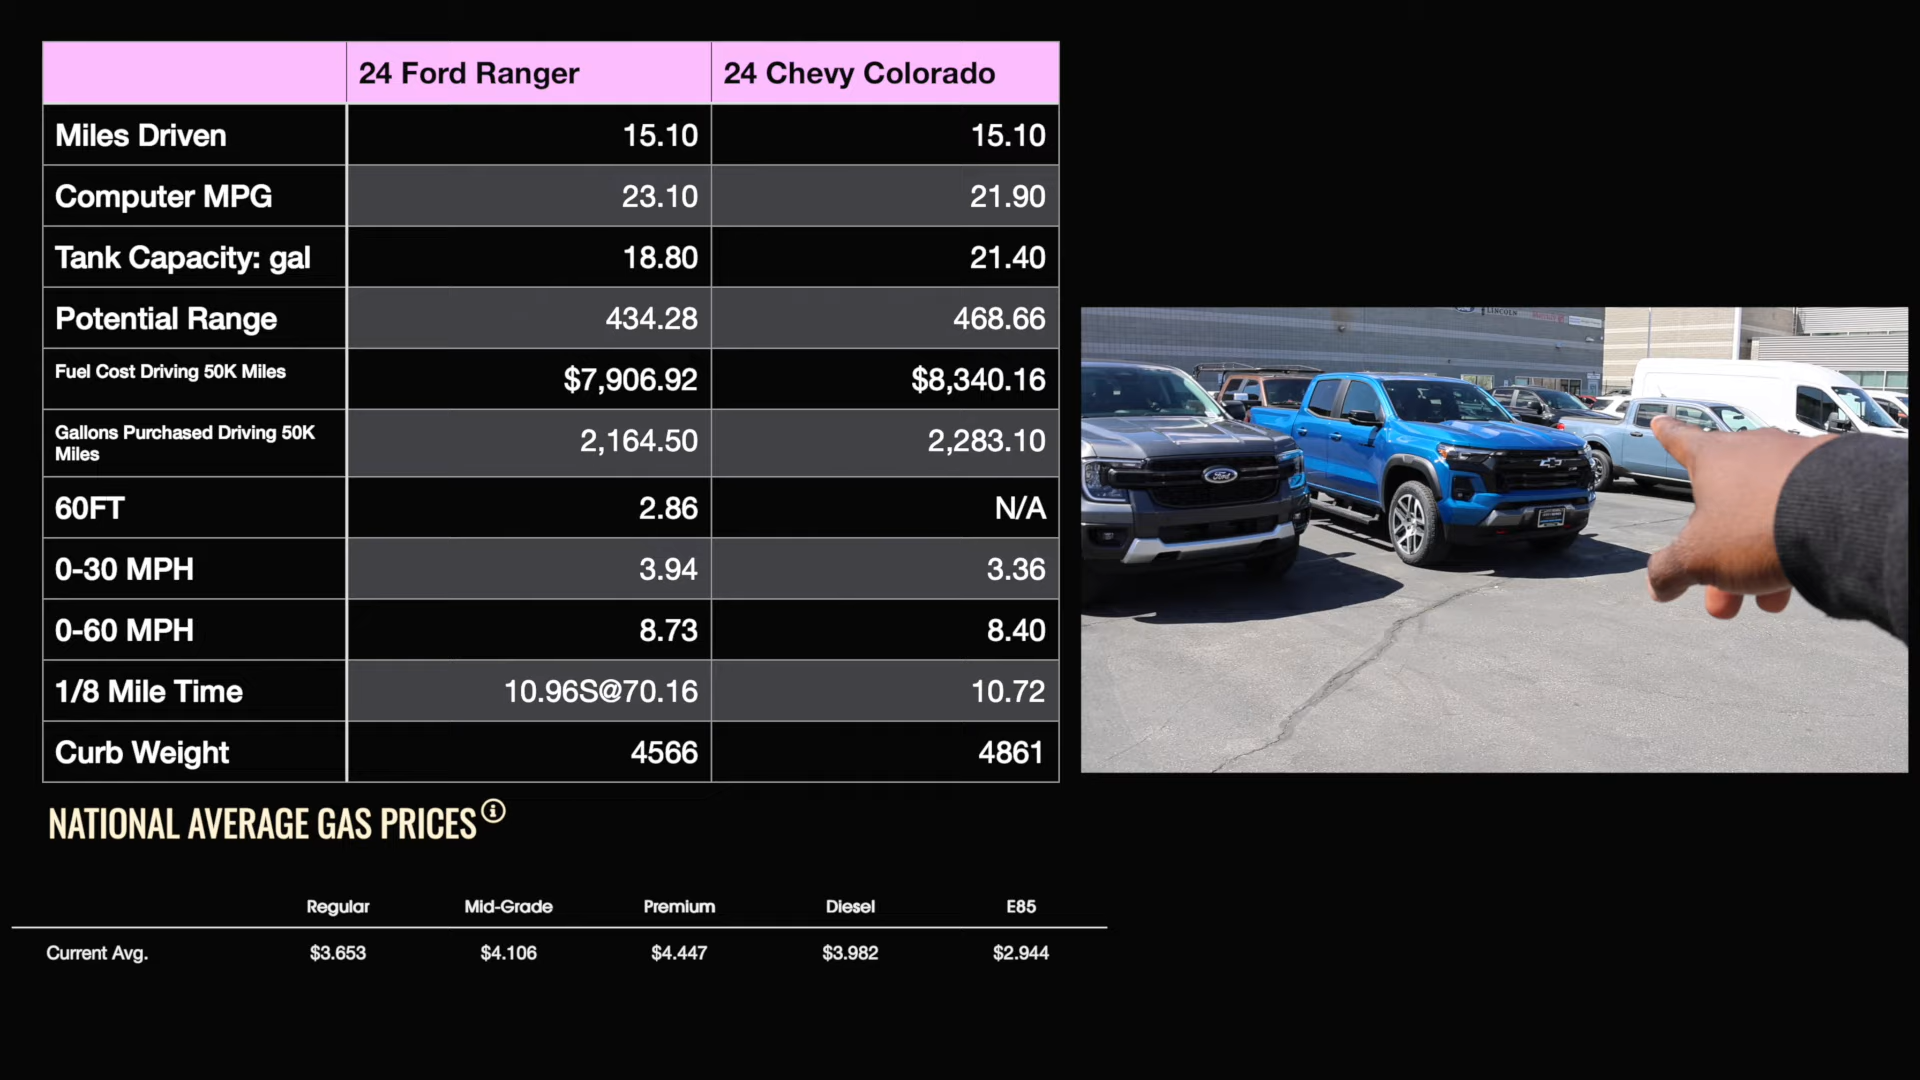 24 Ford Ranger 24 Chevy Colorado
Miles Driven 15.10 15.10
Computer MPG 23.10 21.90
Tank Capacity: gal 18.80 21.40
Potential Range 434.28 468.66
Fuel Cost Driving 50K Miles $7,906.92 $8,340.16
Gallons Purchased Driving 50K
Miles 2,164.50 2,283.10
60FT 2.86 N/A
0-30 MPH 3.94 3.36
0-60 MPH 8.73 8.40
1/8 Mile Time 10.96S@70.16 10.72
Curb Weight 4566 4861
LINCOLN
Ford
NATIONAL AVERAGE GAS PRICES
Regular Mid-Grade Premium Diesel E85
Current Avg. $3.653 $4.106 $4.447 $3.982 $2.944